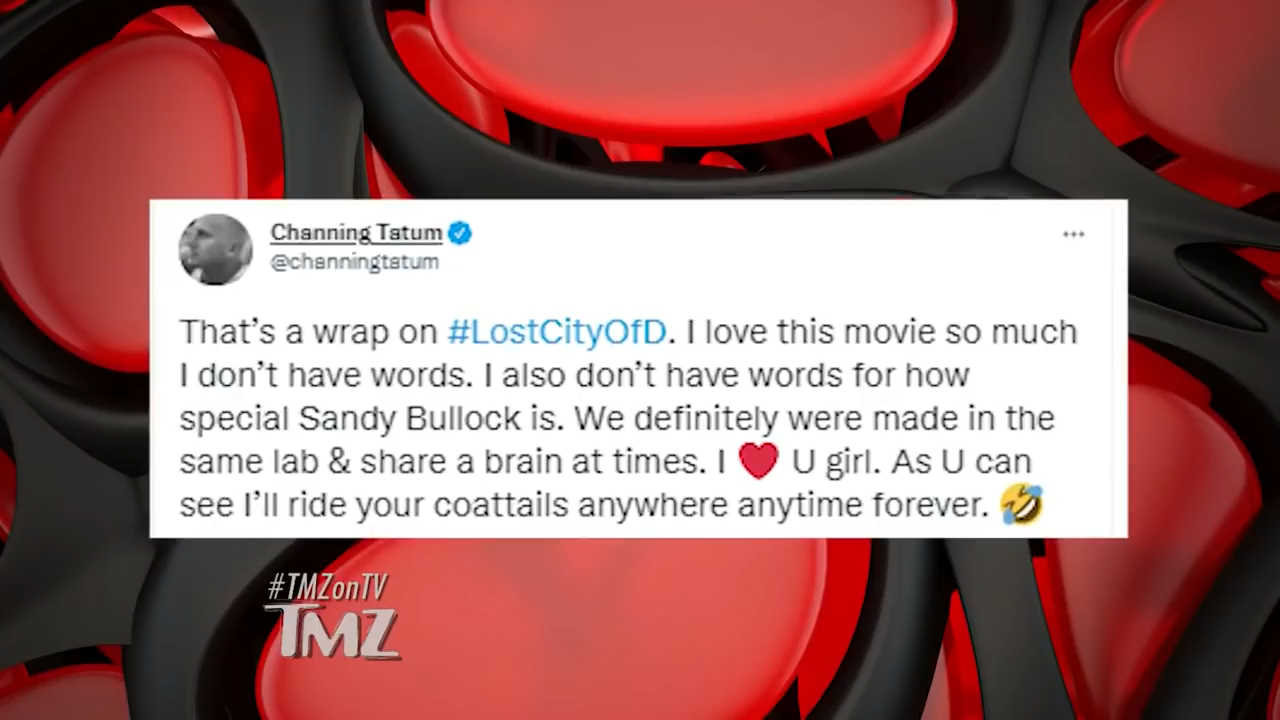 Channing Tatum
@channingtatum
That's a wrap on #LostCityOfD. I love this movie so much
I don't have words. I also don't have words for how
special Sandy Bullock is. We definitely were made in the
same lab & share a brain at times. I ❤️ U girl. As U can
see I'll ride your coattails anywhere anytime forever. 🤣
#TMZonTV
TMZ